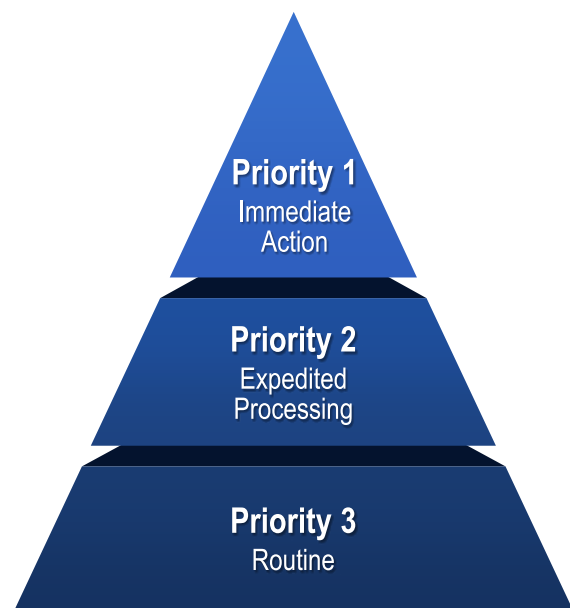 Priority 1
Immediate
Action
Priority 2
Expedited
Processing
Priority 3
Routine